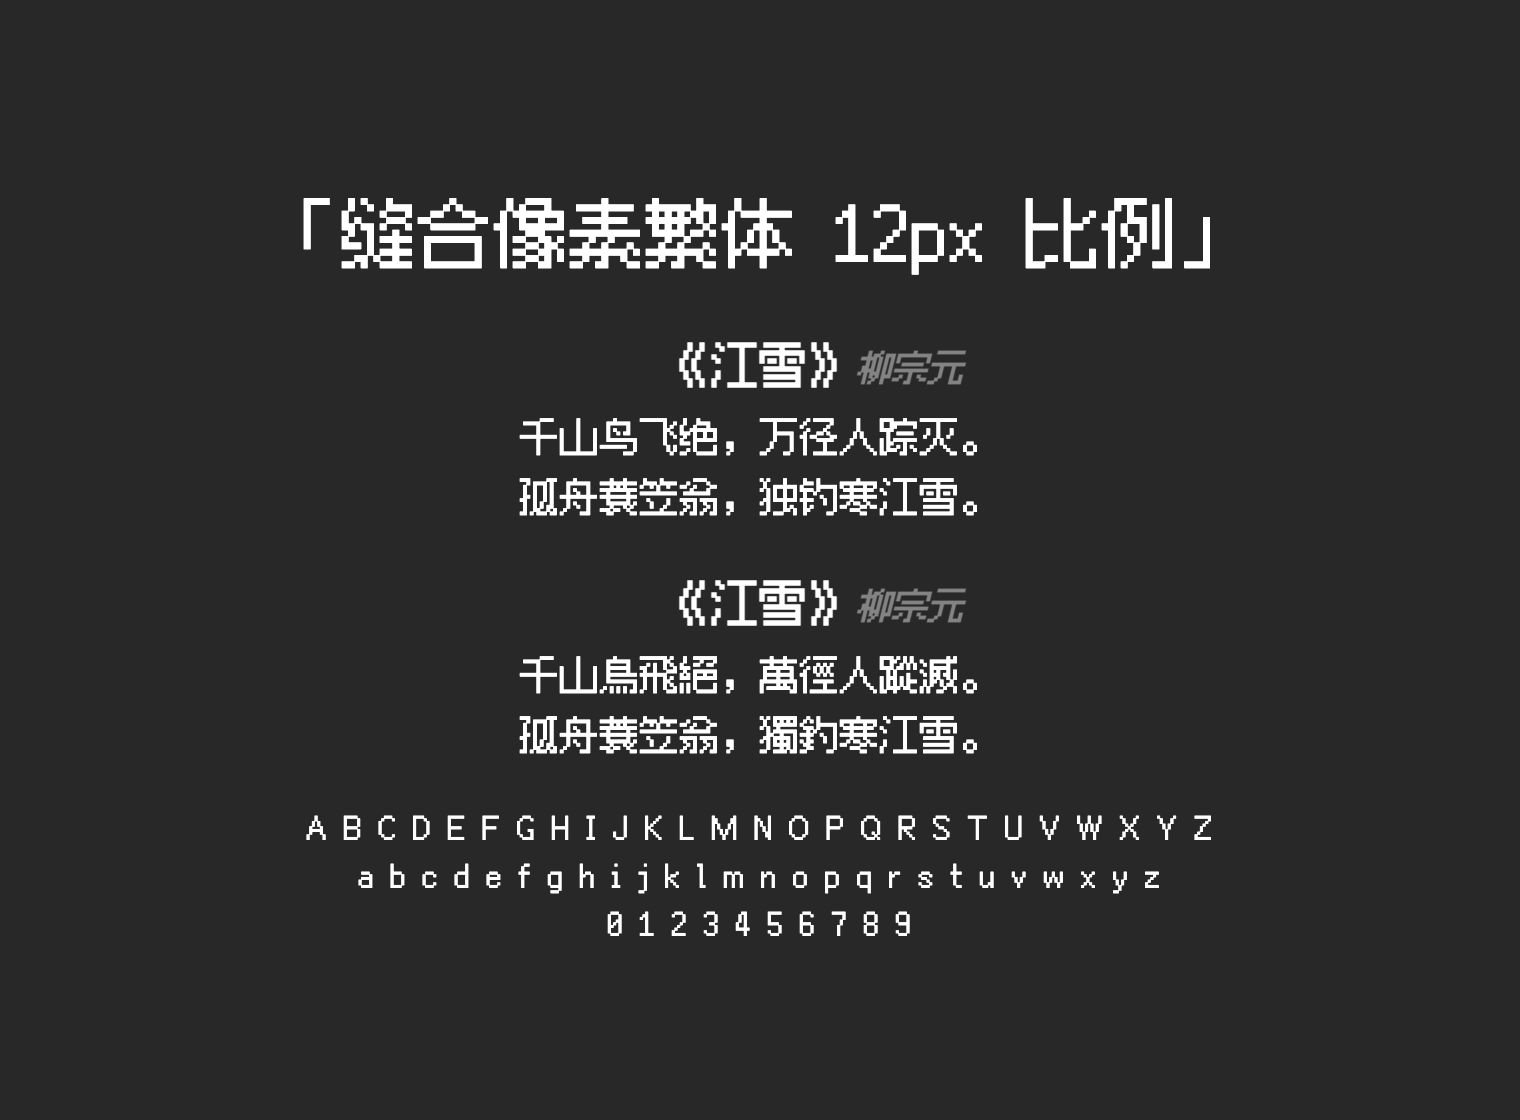 「缝合像素繁体 12px 比例」
《江雪》柳宗元
千山鸟飞绝，万径人踪灭。
孤舟蓑笠翁，独钓寒江雪。
《江雪》柳宗元
千山鳥飛絕，萬徑人蹤滅。
孤舟蓑笠翁，獨釣寒江雪。
A B C D E F G H I J K L M N O P Q R S T U V W X Y Z
a b c d e f g h i j k l m n o p q r s t u v w x y z
0 1 2 3 4 5 6 7 8 9